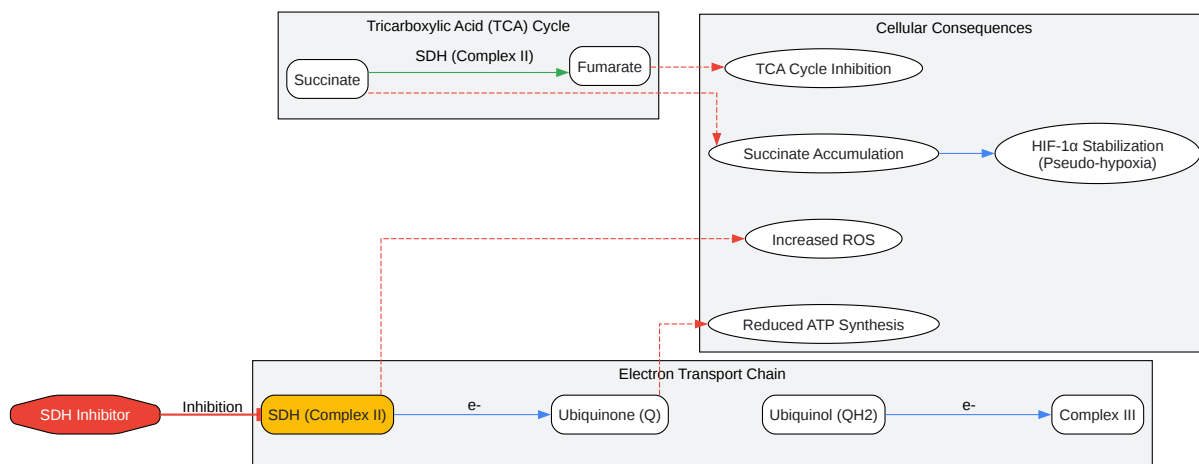 Tricarboxylic Acid (TCA) Cycle
SDH (Complex II)
Succinate
Fumarate
Cellular Consequences
TCA Cycle Inhibition
Succinate Accumulation
HIF-1α Stabilization
(Pseudo-hypoxia)
Increased ROS
Reduced ATP Synthesis
Electron Transport Chain
SDH Inhibitor
Inhibition
SDH (Complex II)
e-
Ubiquinone (Q)
Ubiquinol (QH2)
e-
Complex III